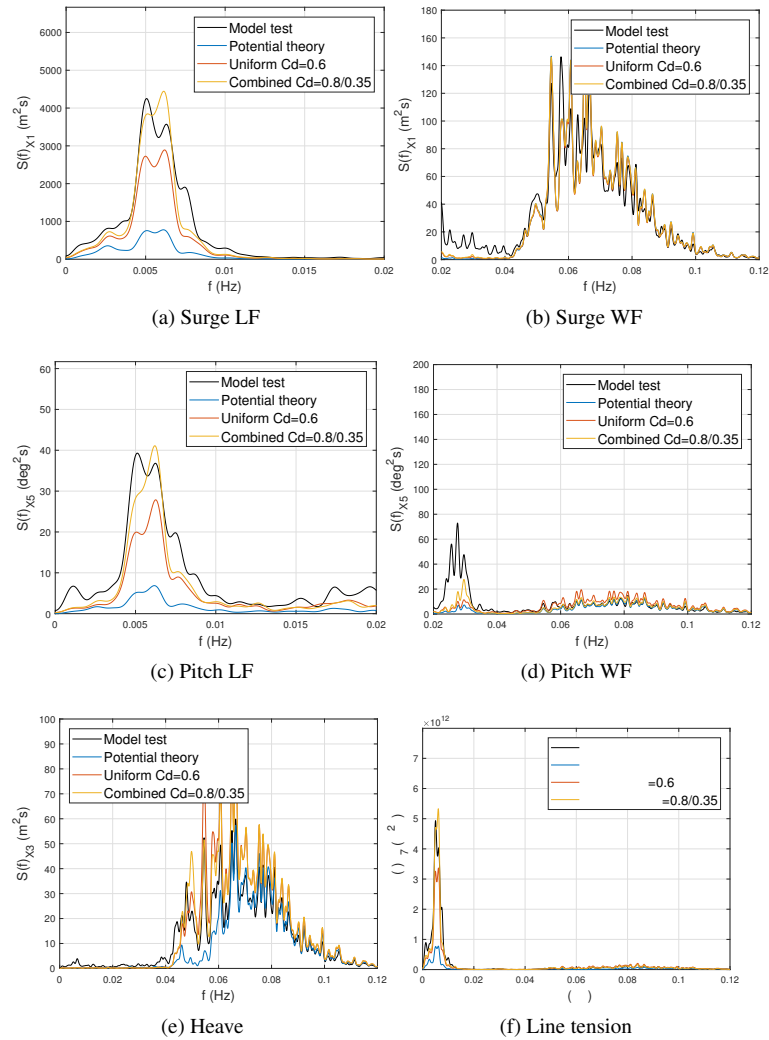 6000
5000
4000
3000
2000
1000
0
0
0.005
0.01
0.015
0.02
S(f)X1 (m²s)
f (Hz)
Model test
Potential theory
Uniform Cd=0.6
Combined Cd=0.8/0.35
(a) Surge LF
180
160
140
120
100
80
60
40
20
0
0.02
0.04
0.06
0.08
0.1
0.12
S(f)X1 (m²s)
f (Hz)
Model test
Potential theory
Uniform Cd=0.6
Combined Cd=0.8/0.35
(b) Surge WF
60
50
40
30
20
10
0
0
0.005
0.01
0.015
0.02
S(f)X5 (deg²s)
f (Hz)
Model test
Potential theory
Uniform Cd=0.6
Combined Cd=0.8/0.35
(c) Pitch LF
200
180
160
140
120
100
80
60
40
20
0
0.02
0.04
0.06
0.08
0.1
0.12
S(f)X5 (deg²s)
f (Hz)
Model test
Potential theory
Uniform Cd=0.6
Combined Cd=0.8/0.35
(d) Pitch WF
100
90
80
70
60
50
40
30
20
10
0
0
0.02
0.04
0.06
0.08
0.1
0.12
S(f)X3 (m²s)
f (Hz)
Model test
Potential theory
Uniform Cd=0.6
Combined Cd=0.8/0.35
(e) Heave
×10¹²
7
6
5
4
3
2
1
0
0
0.02
0.04
0.06
0.08
0.1
0.12
( )7 ( ²)
( )
=0.6
=0.8/0.35
(f) Line tension